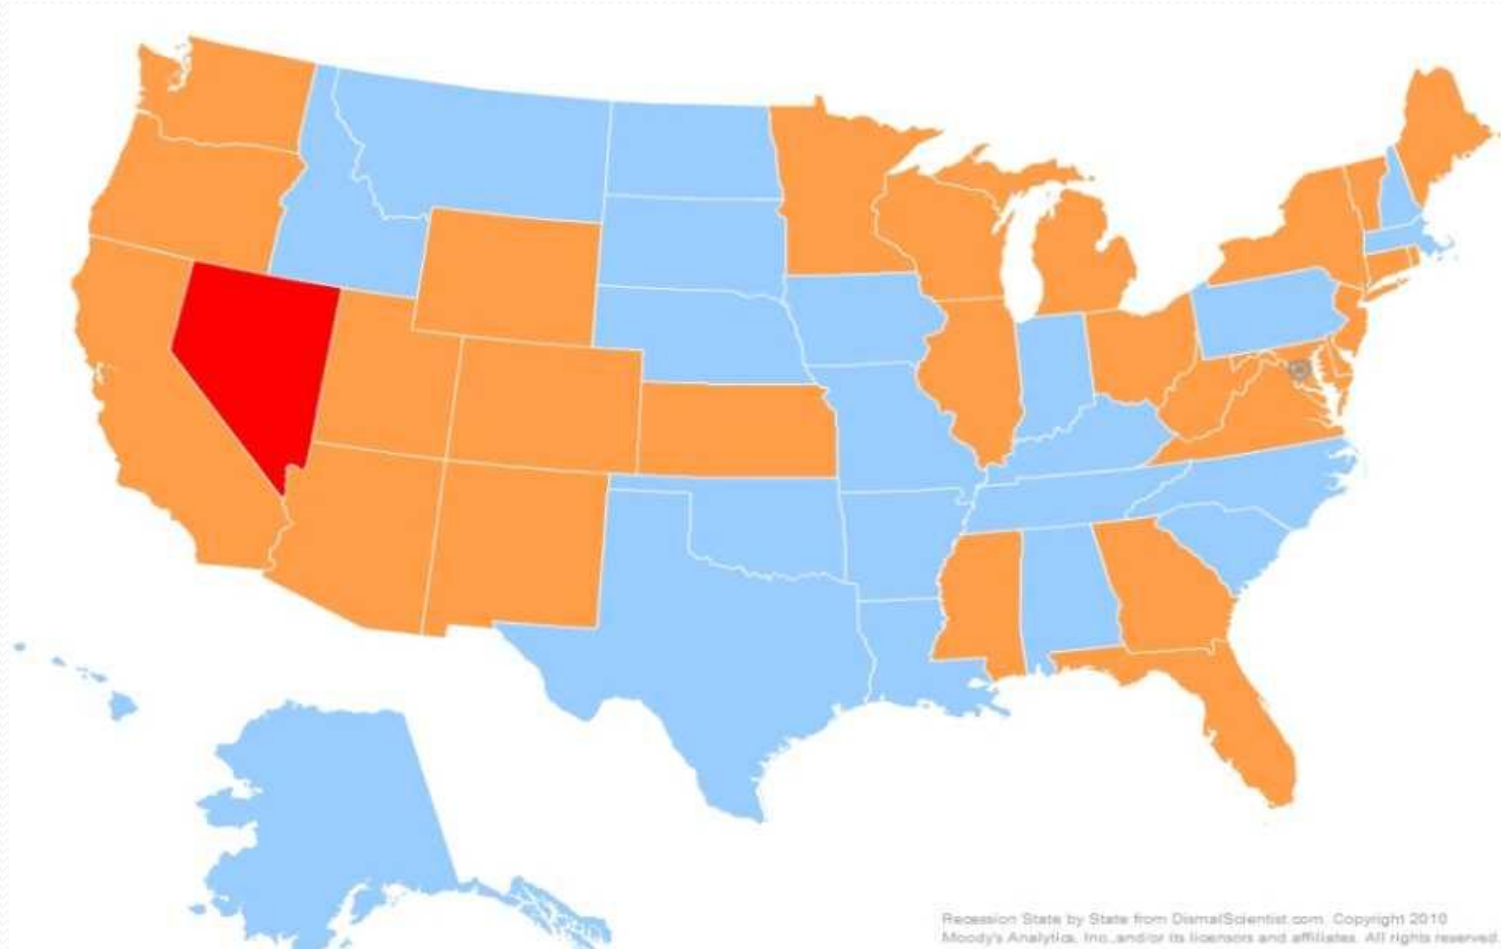 Recession State by State from DismalScientist.com. Copyright 2010
Moody's Analytics, Inc.,and/or its licensors and affiliates. All rights reserved.